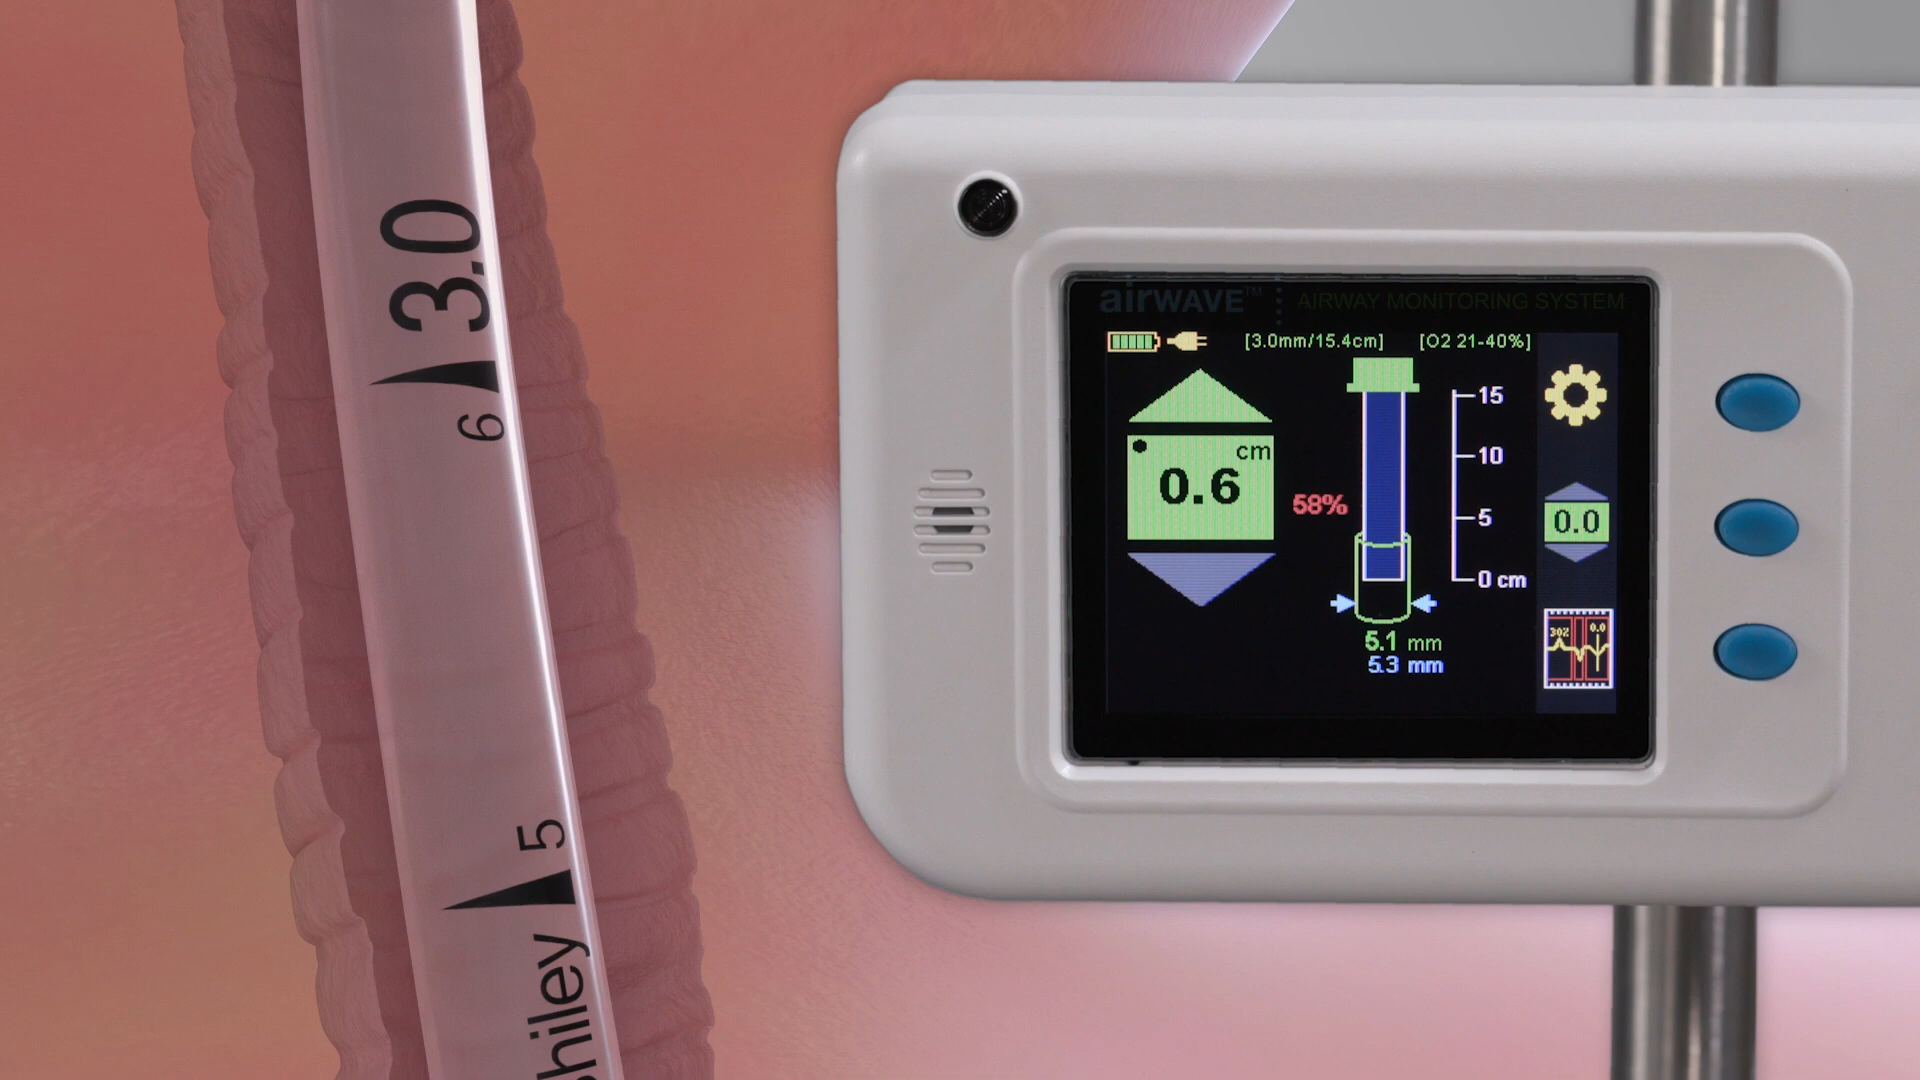 3.0
6
5
hiley
airWAVE™ AIRWAY MONITORING SYSTEM
[3.0mm/15.4cm] [O2 21-40%]
cm
0.6
58%
15
10
5
0 cm
0.0
5.1 mm
5.3 mm
30% 0.0